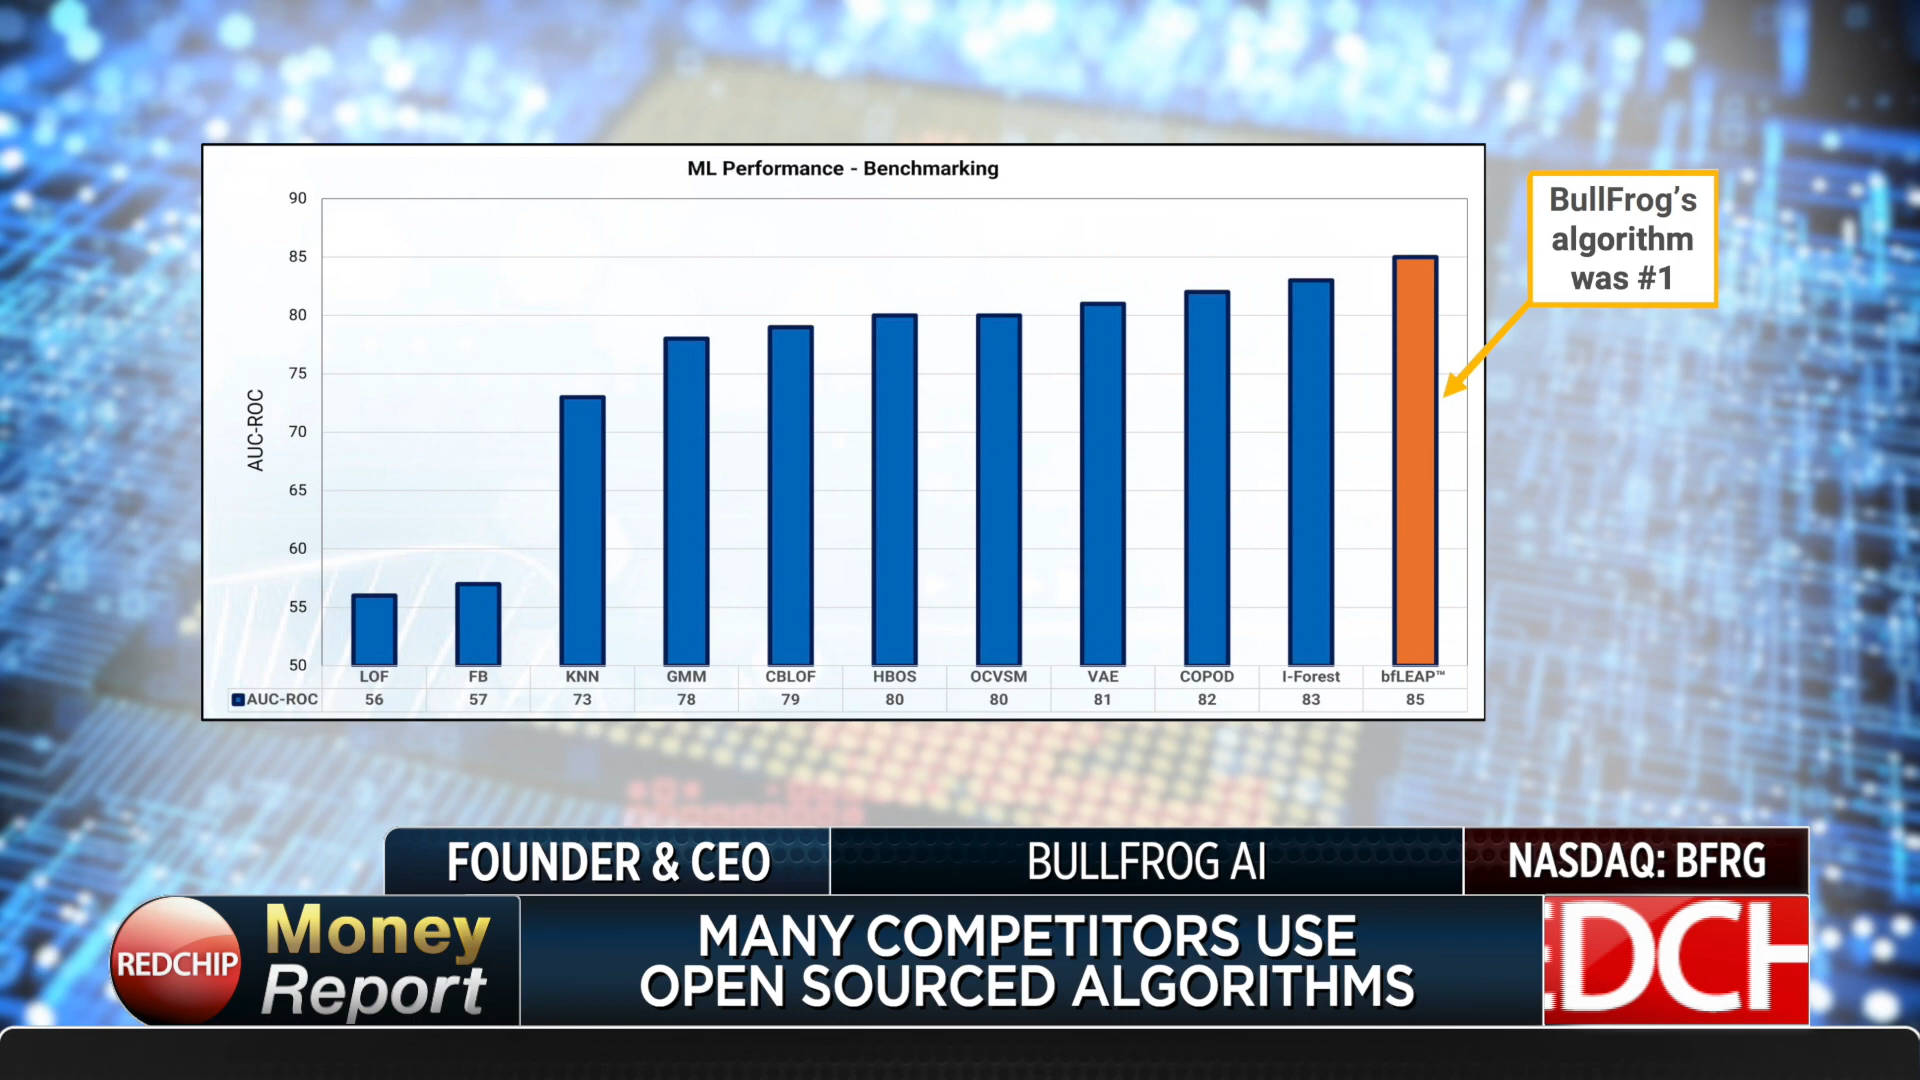 ML Performance - Benchmarking
90
85
80
75
70
65
60
55
50
AUC-ROC
LOF FB KNN GMM CBLOF HBOS OCVSM VAE COPOD I-Forest bfLEAP™
AUC-ROC 56 57 73 78 79 80 80 81 82 83 85
BullFrog's
algorithm
was #1
FOUNDER & CEO BULLFROG AI NASDAQ: BFRG
REDCHIP
Money
Report
MANY COMPETITORS USE
OPEN SOURCED ALGORITHMS
EDCH